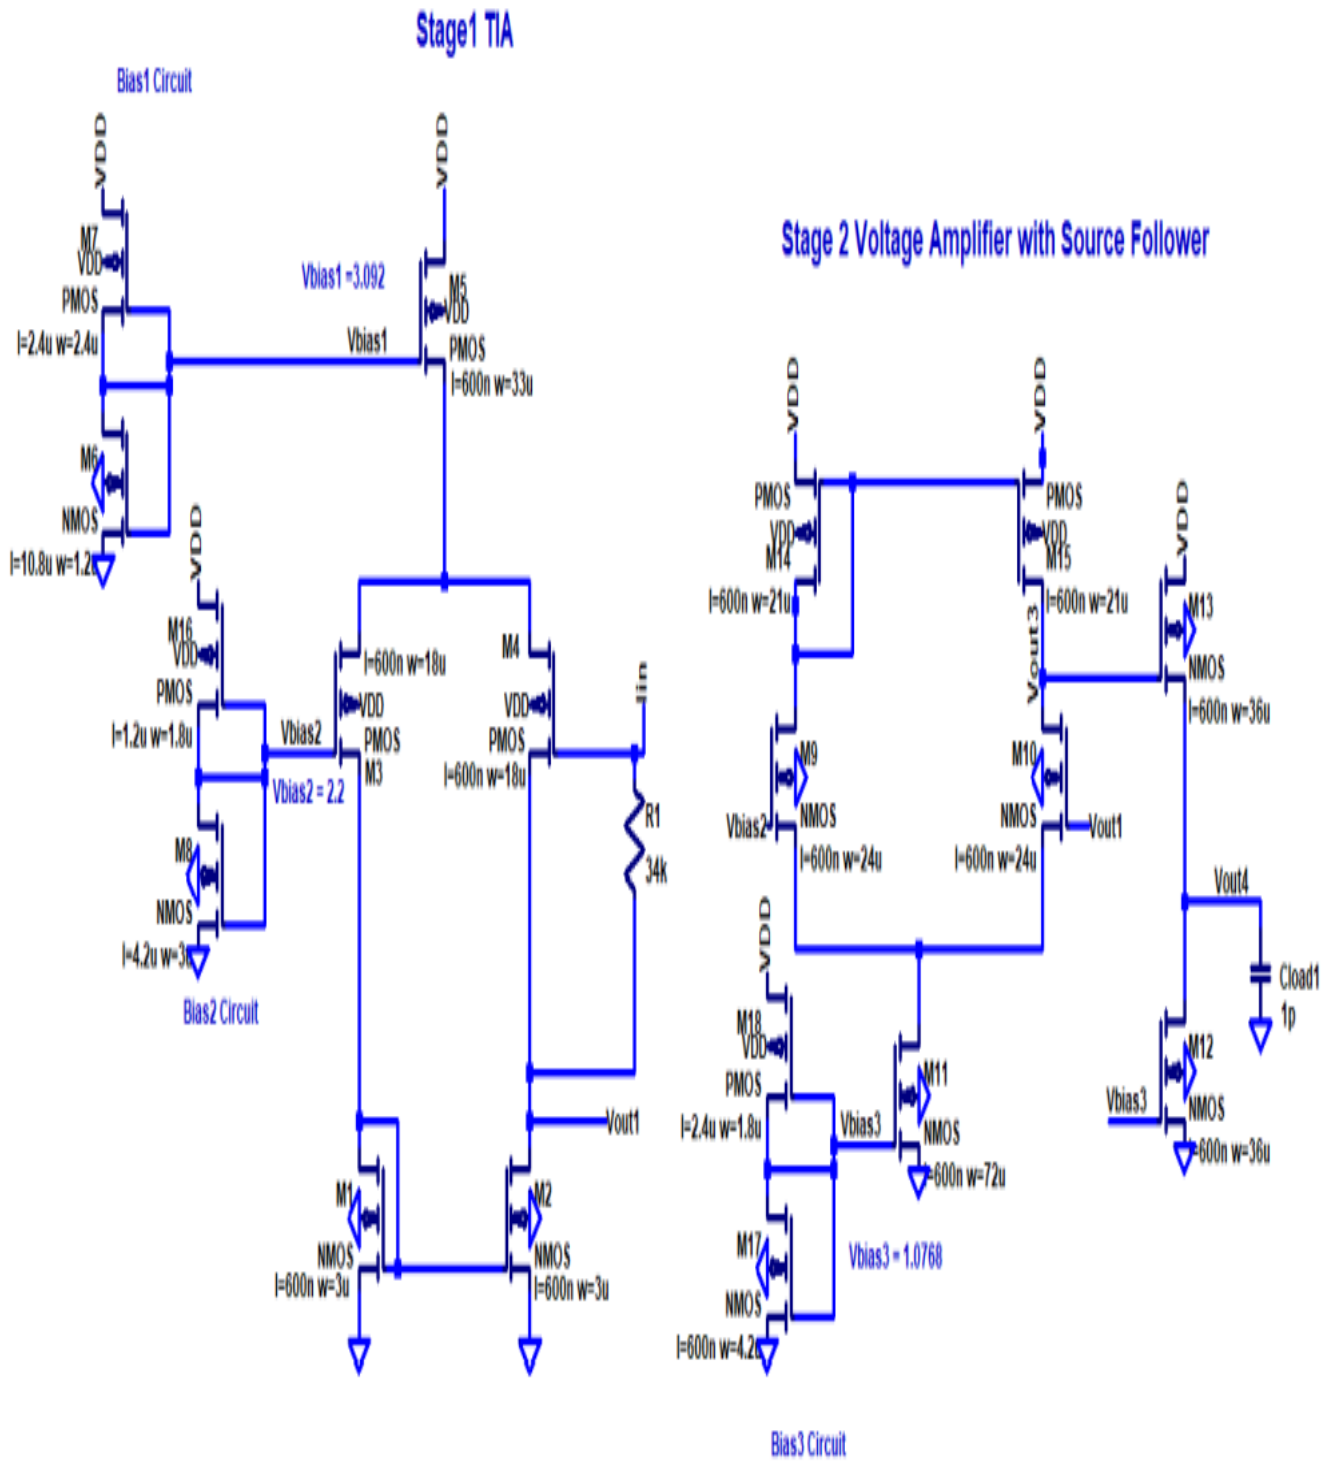 Stage1 TIA
Bias1 Circuit
VDD
VDD
M7
VDD
PMOS
l=2.4u w=2.4u
Vbias1 =3.092
Vbias1
M5
VDD
PMOS
l=600n w=33u
M6
NMOS
l=10.8u w=1.2u
VDD
M16
VDD
PMOS
l=1.2u w=1.8u
Vbias2
Vbias2 = 2.2
l=600n w=18u
VDD
PMOS
M3
M4
VDD
PMOS
l=600n w=18u
Iin
R1
34k
M8
NMOS
l=4.2u w=3u
Bias2 Circuit
Vout1
M1
NMOS
l=600n w=3u
M2
NMOS
l=600n w=3u
Stage 2 Voltage Amplifier with Source Follower
VDD
VDD
VDD
PMOS
VDD
M14
l=600n w=21u
PMOS
VDD
M15
l=600n w=21u
Vout3
M13
NMOS
l=600n w=36u
M9
NMOS
Vbias2
l=600n w=24u
M10
NMOS
Vout1
l=600n w=24u
Vout4
Cload1
1p
VDD
M18
VDD
PMOS
l=2.4u w=1.8u
Vbias3
M11
NMOS
l=600n w=72u
Vbias3
M12
NMOS
l=600n w=36u
M17
NMOS
l=600n w=4.2u
Vbias3 = 1.0768
Bias3 Circuit